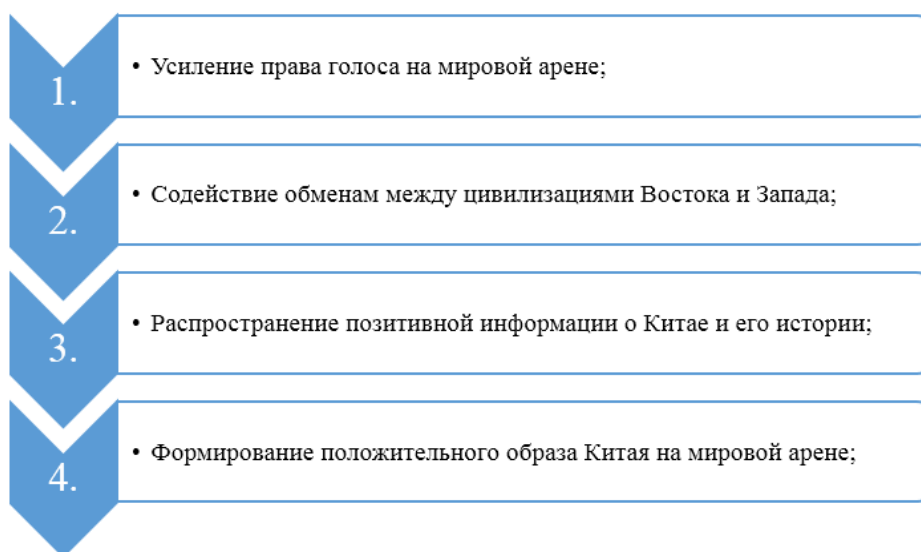 1.
• Усиление права голоса на мировой арене;
2.
• Содействие обменам между цивилизациями Востока и Запада;
3.
• Распространение позитивной информации о Китае и его истории;
4.
• Формирование положительного образа Китая на мировой арене;